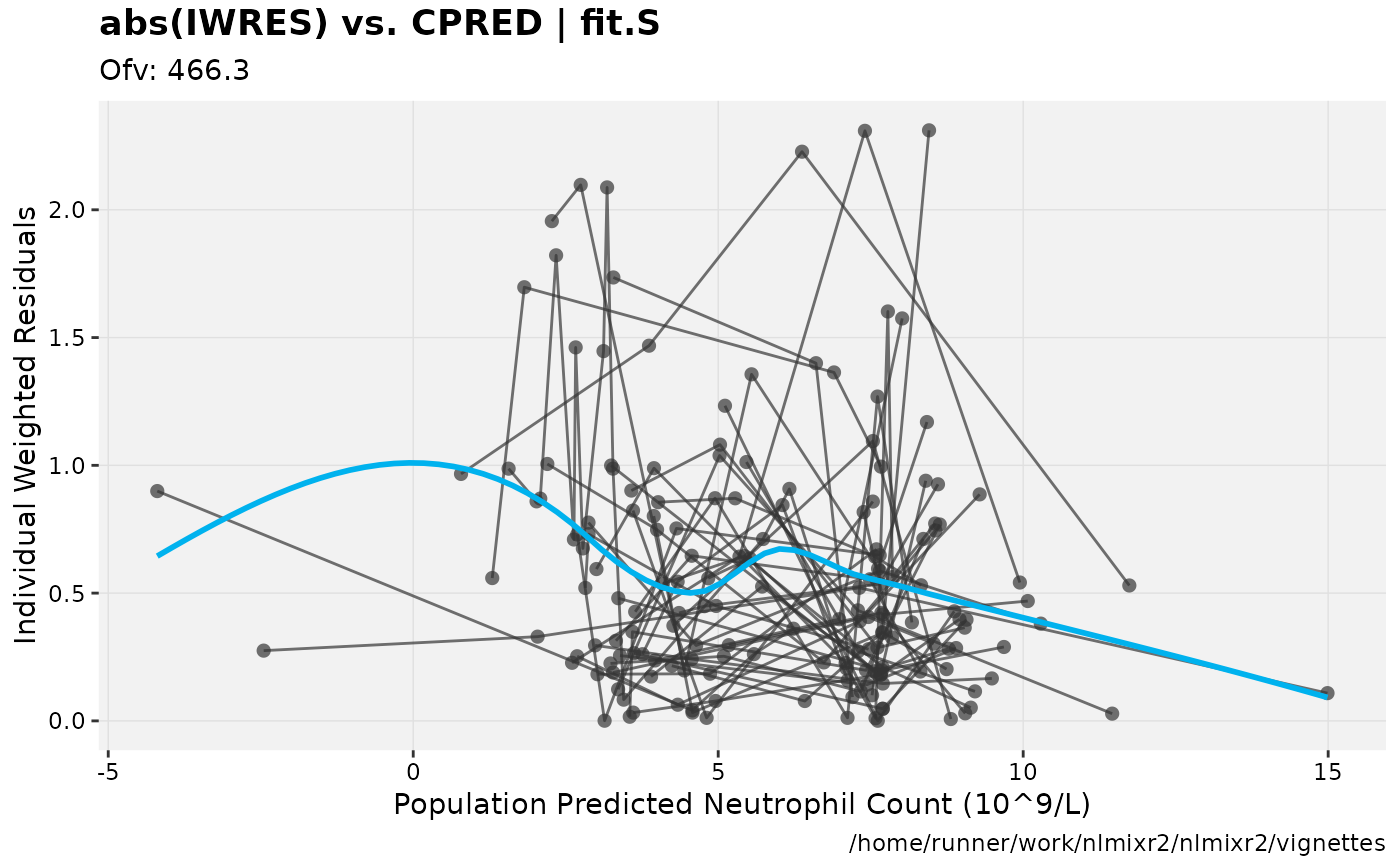 abs(IWRES) vs. CPRED | fit.S
Ofv: 466.3
Individual Weighted Residuals
2.0
1.5
1.0
0.5
0.0
-5
0
5
10
15
Population Predicted Neutrophil Count (10^9/L)
/home/runner/work/nlmixr2/nlmixr2/vignettes